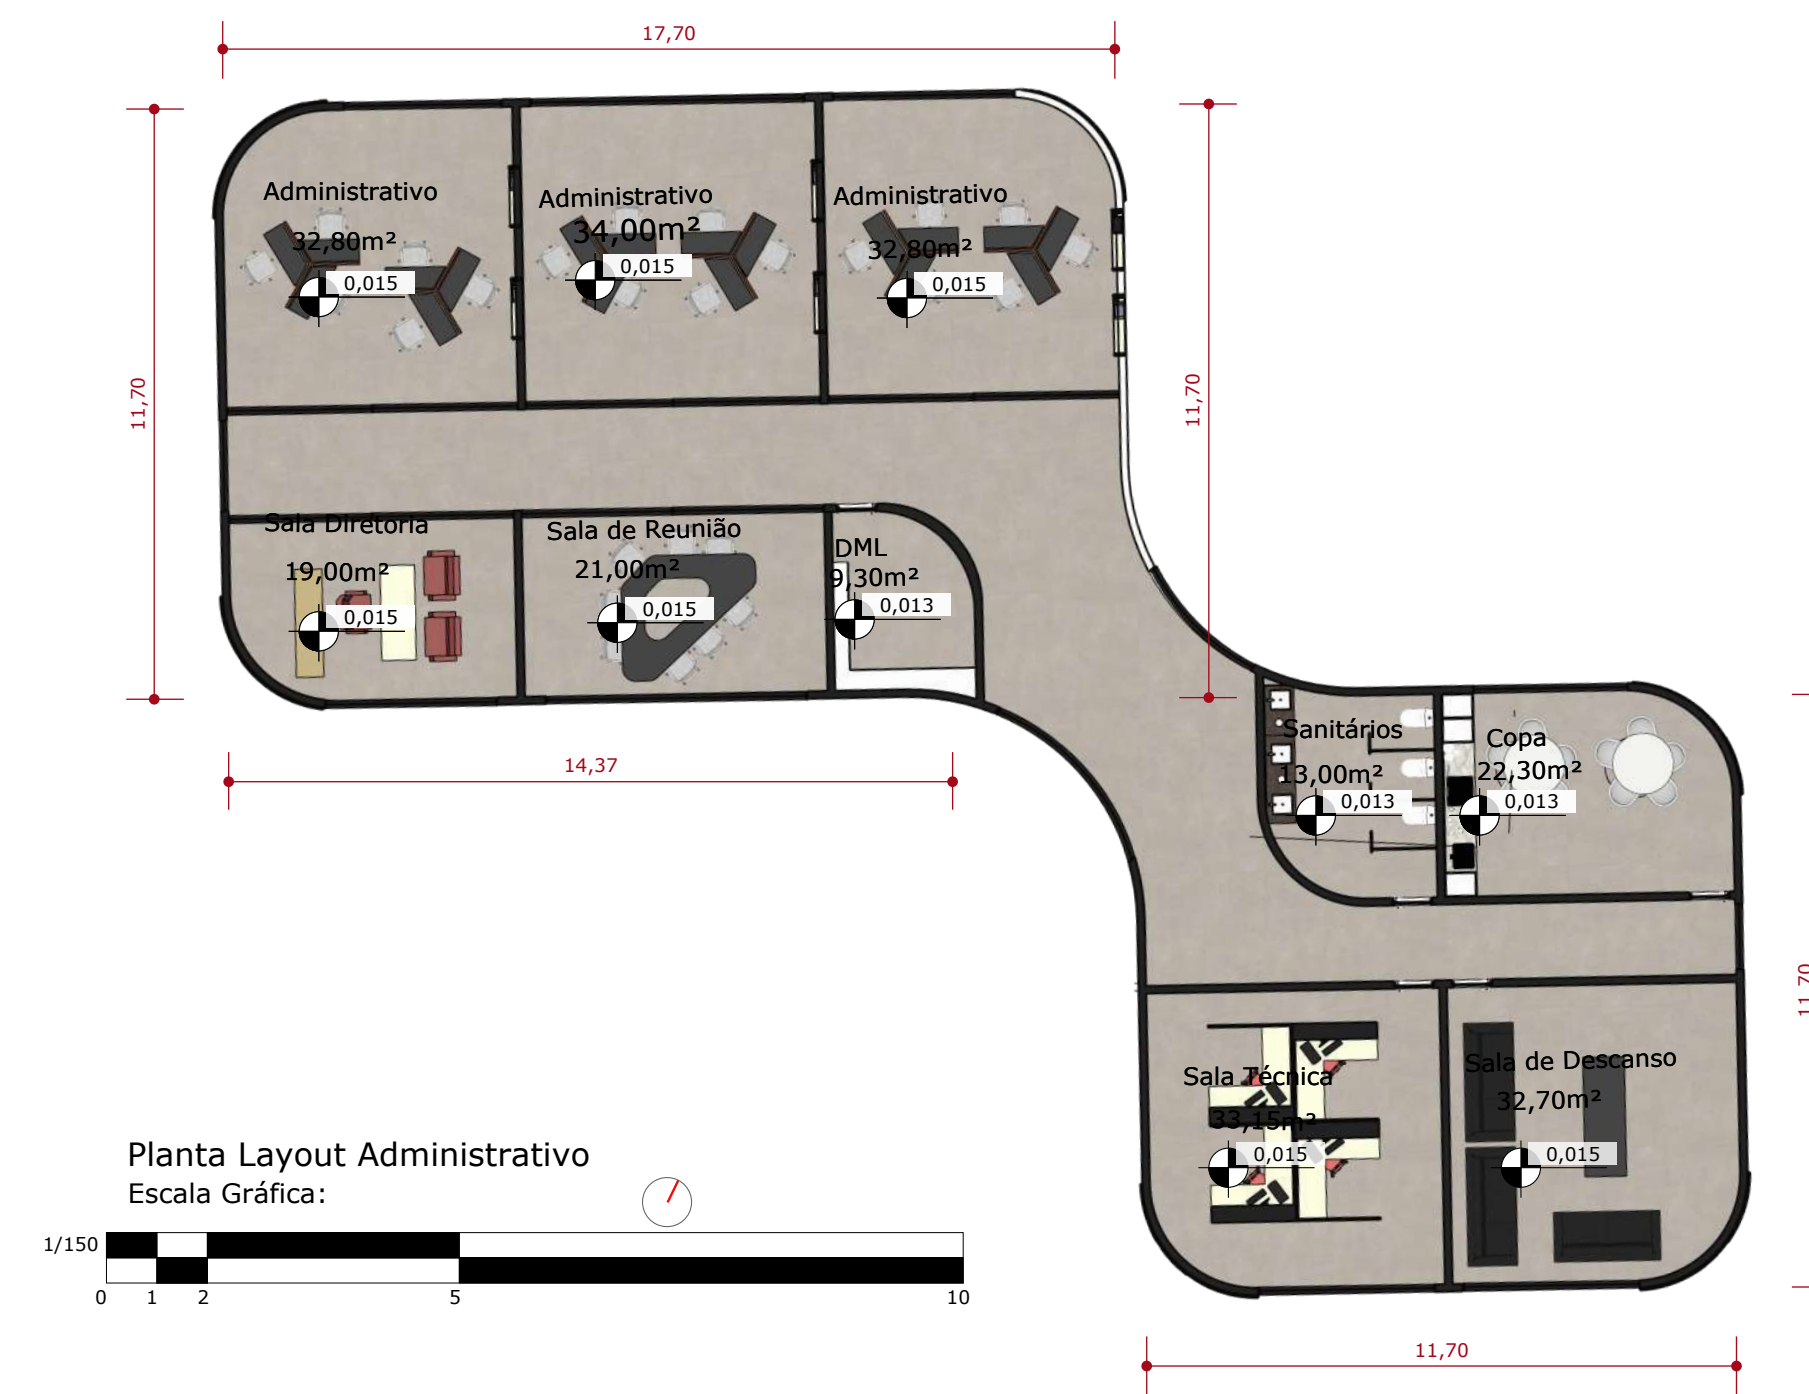 17,70
11,70
11,70
Administrativo
32,80m²
0,015
Administrativo
34,00m²
0,015
Administrativo
32,80m²
0,015
Sala Diretoria
19,00m²
0,015
Sala de Reunião
21,00m²
0,015
DML
9,30m²
0,013
14,37
Sanitários
13,00m²
0,013
Copa
22,30m²
0,013
11,70
Sala Técnica
33,15m²
0,015
Sala de Descanso
32,70m²
0,015
11,70
Planta Layout Administrativo
Escala Gráfica:
1/150
0 1 2 5 10